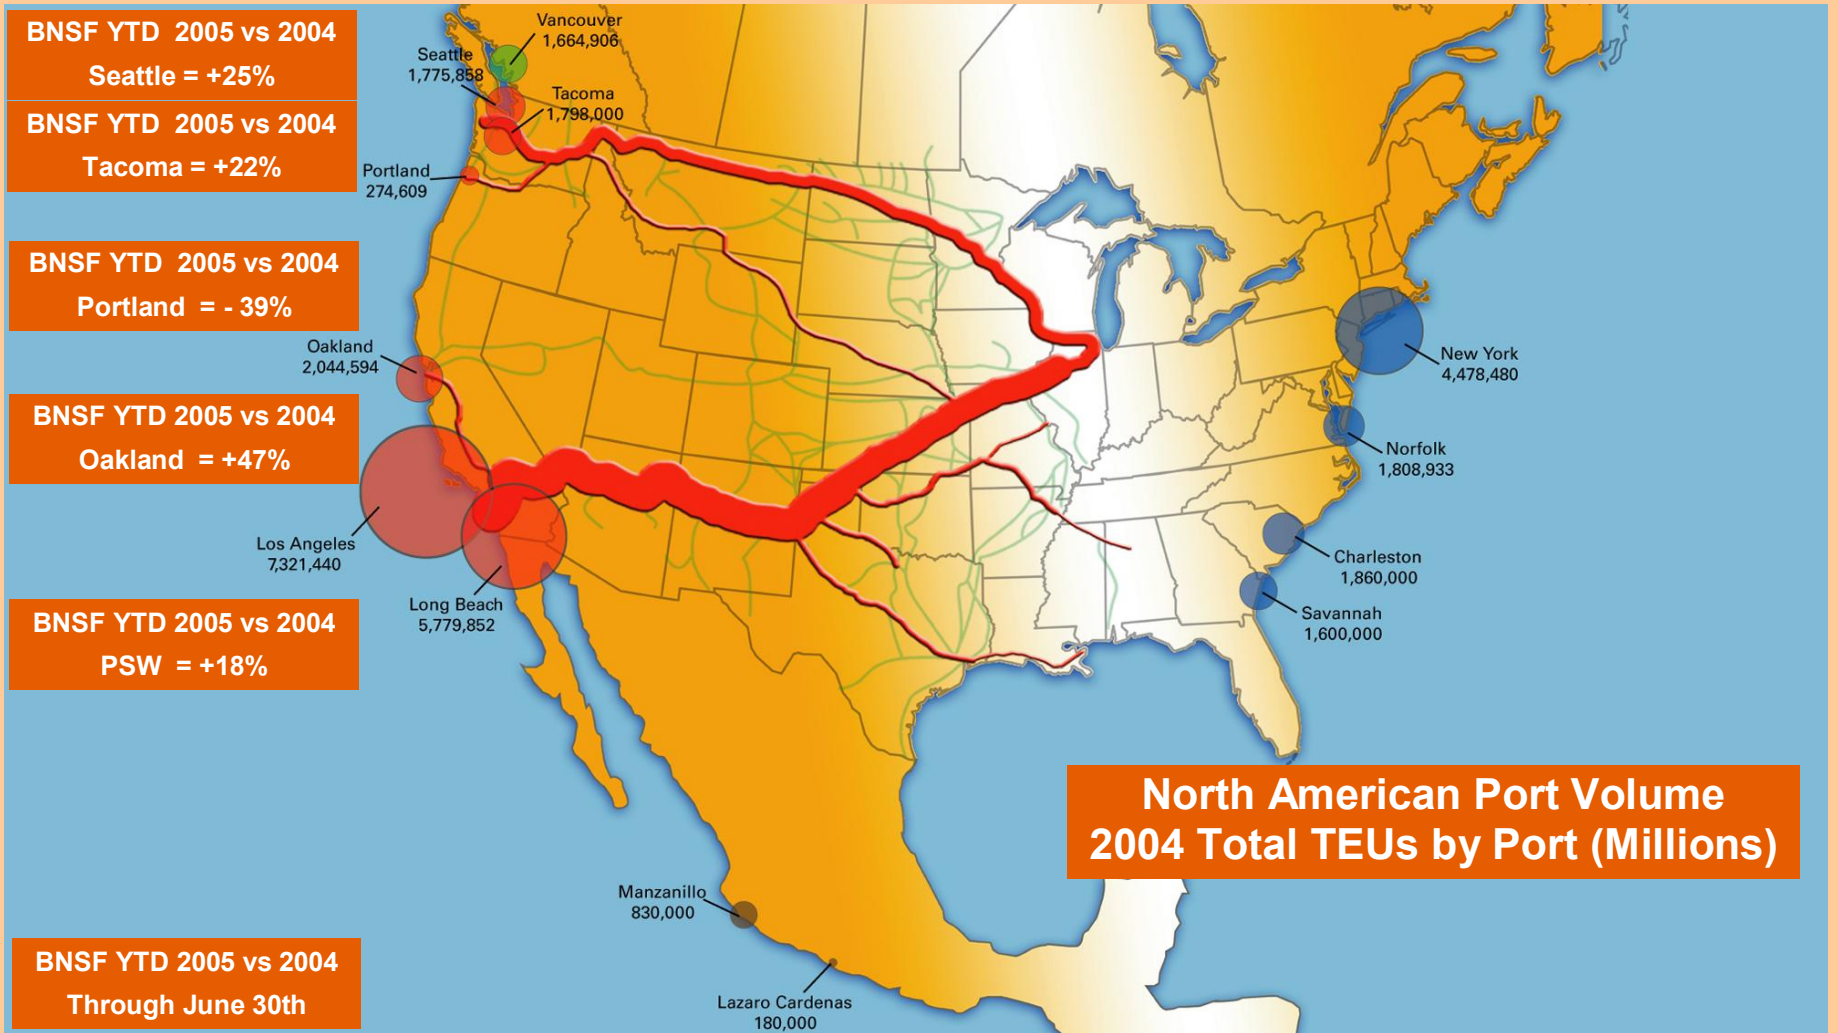 BNSF YTD 2005 vs 2004
Seattle = +25%
BNSF YTD 2005 vs 2004
Tacoma = +22%
BNSF YTD 2005 vs 2004
Portland = - 39%
BNSF YTD 2005 vs 2004
Oakland = +47%
BNSF YTD 2005 vs 2004
PSW = +18%
BNSF YTD 2005 vs 2004
Through June 30th
Vancouver
1,664,906
Seattle
1,775,858
Tacoma
1,798,000
Portland
274,609
Oakland
2,044,594
Los Angeles
7,321,440
Long Beach
5,779,852
New York
4,478,480
Norfolk
1,808,933
Charleston
1,860,000
Savannah
1,600,000
Manzanillo
830,000
Lazaro Cardenas
180,000
North American Port Volume
2004 Total TEUs by Port (Millions)